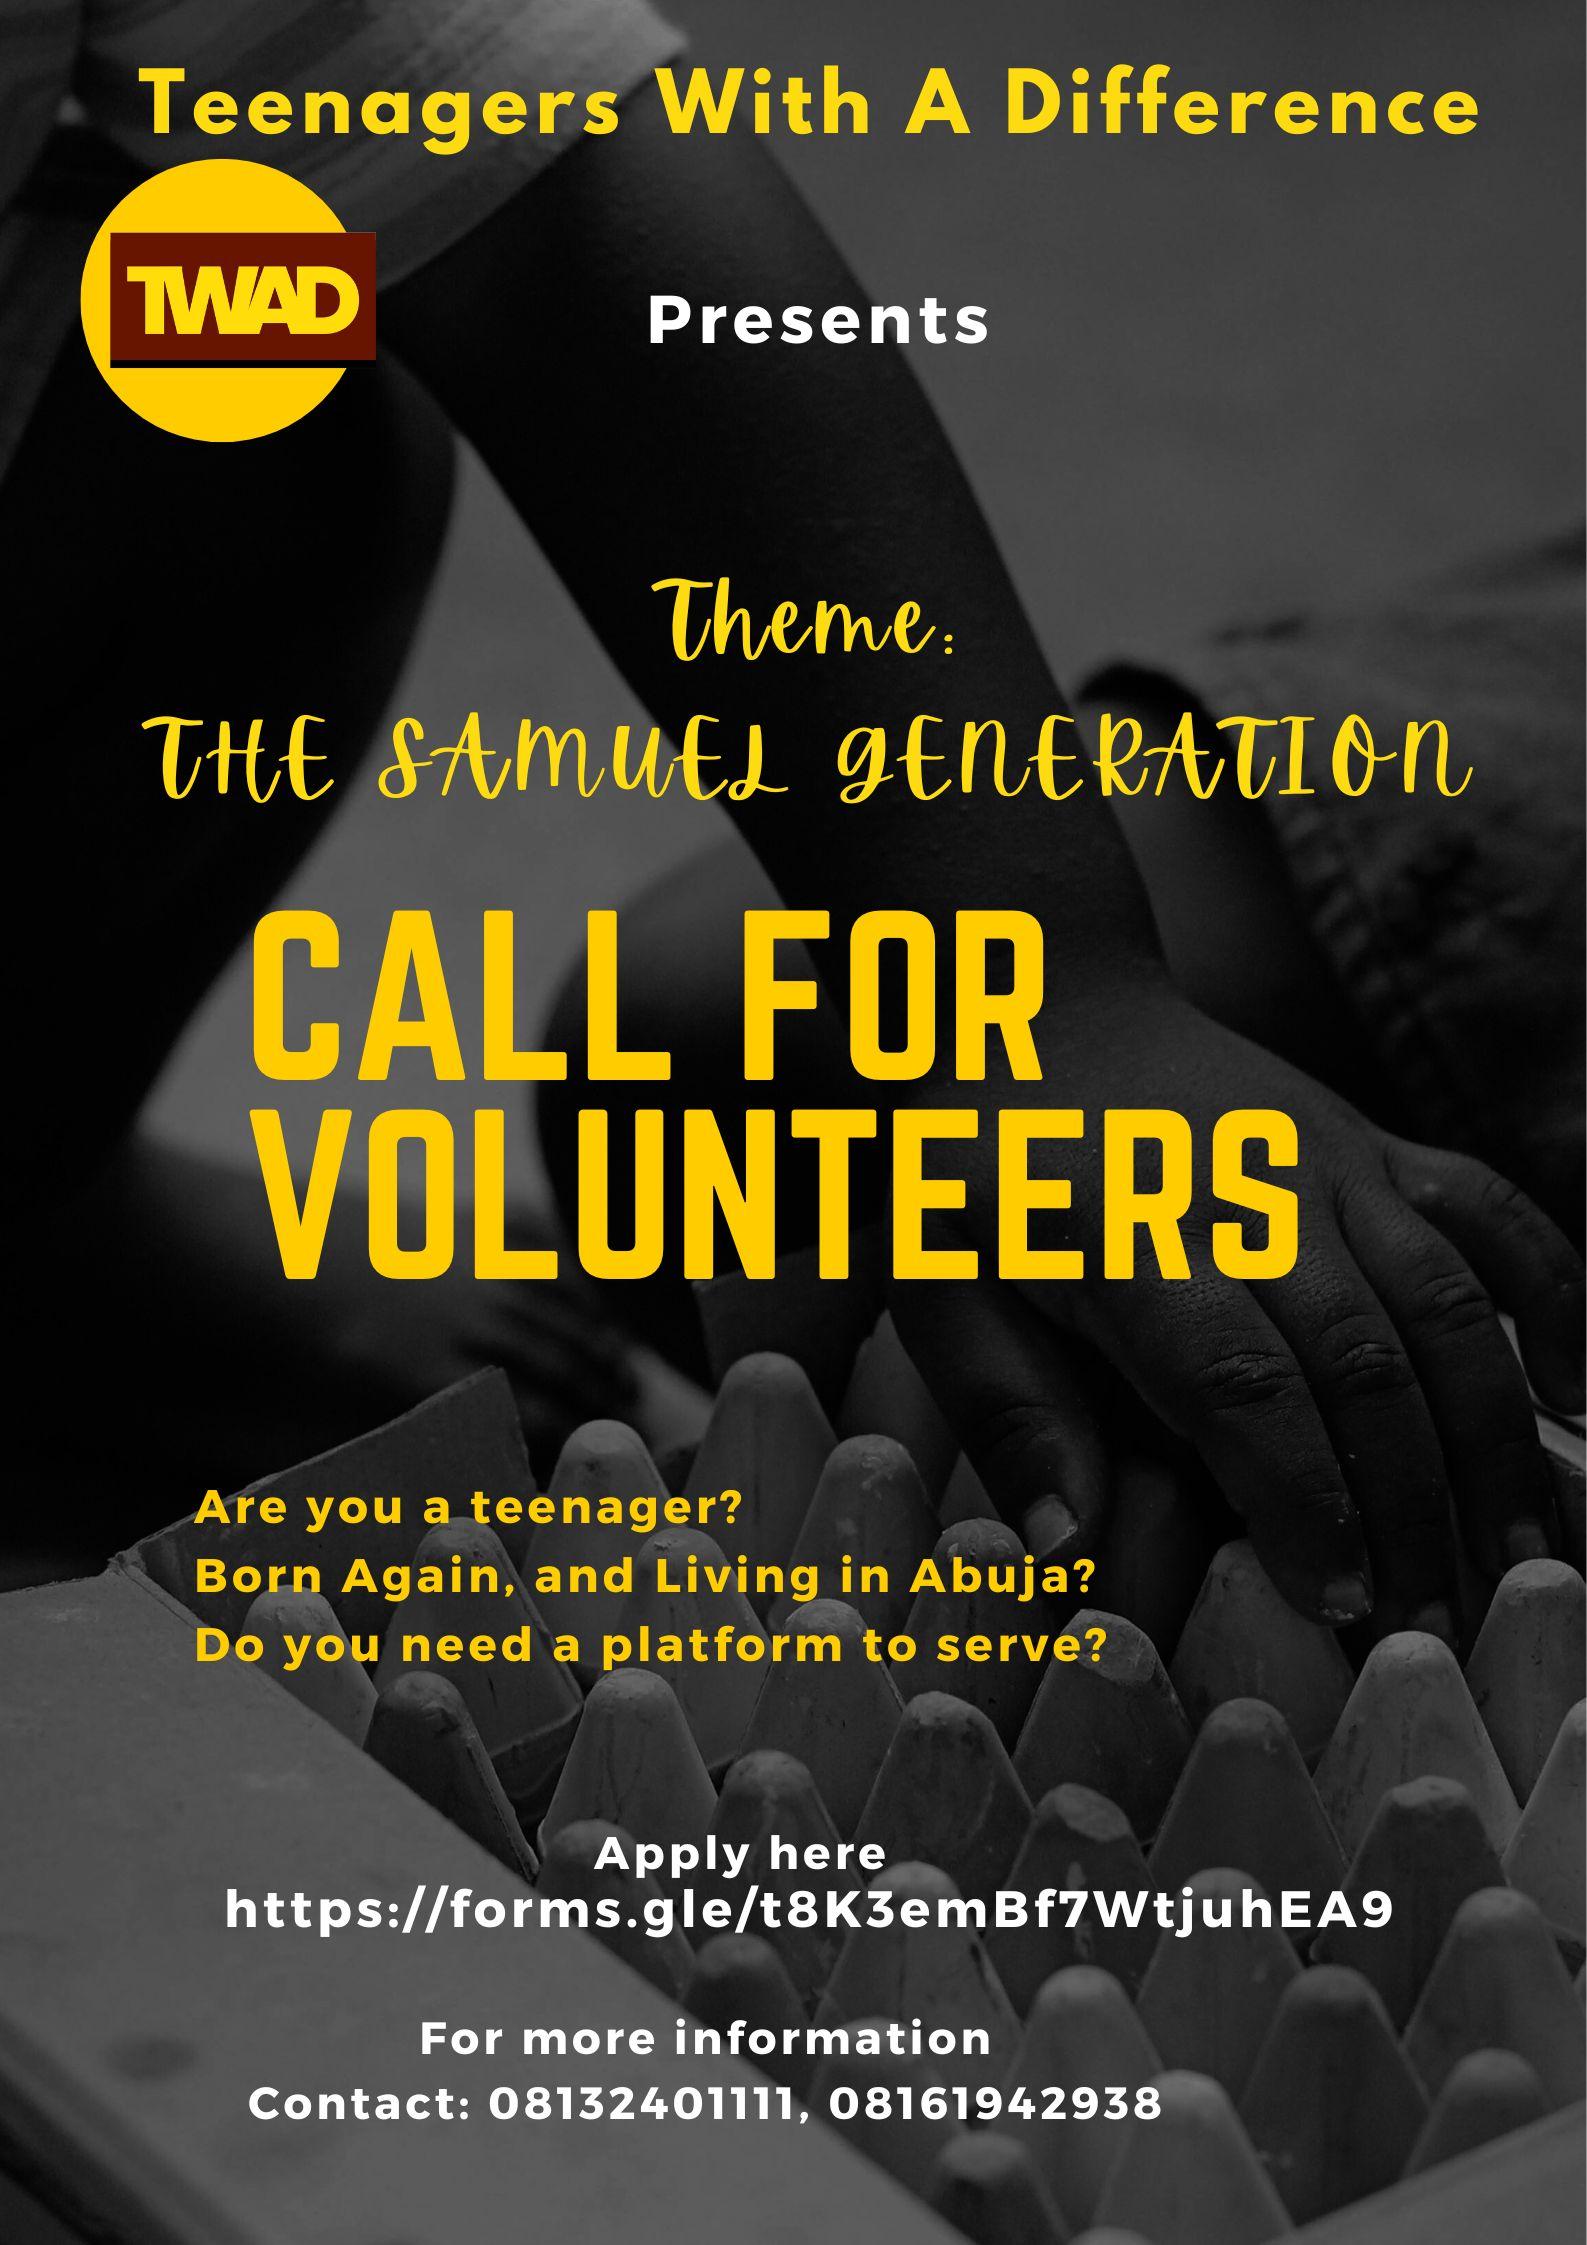 Teenagers With A Difference
TWAD
Presents
Theme:
THE SAMUEL GENERATION
CALL FOR
VOLUNTEERS
Are you a teenager?
Born Again, and Living in Abuja?
Do you need a platform to serve?
Apply here
https://forms.gle/t8K3emBf7WtjuhEA9
For more information
Contact: 08132401111, 08161942938